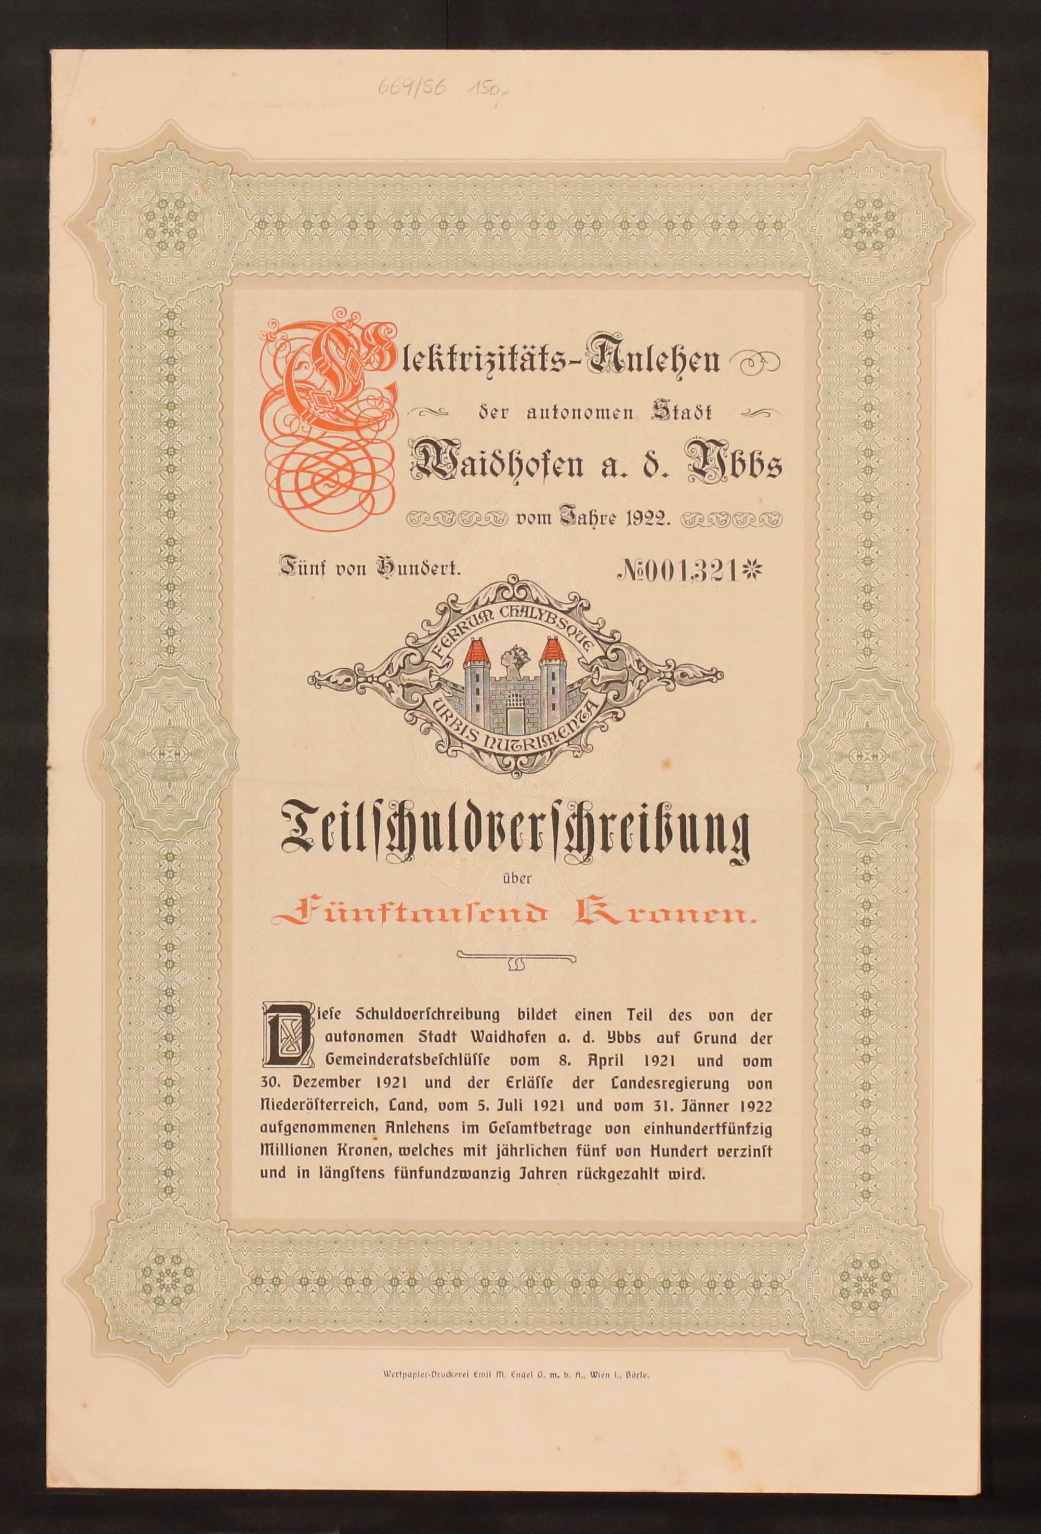 669/56 150,-
Elektrizitäts-Anlehen
der autonomen Stadt
Waidhofen a. d. Ybbs
vom Jahre 1922.
Fünf von Hundert.
№001,321
FERRUM CHALYBSQUE
URBIS NUTRIMENTA
Teilſchuldverſchreibung
über
Fünftauſend Kronen.
Dieſe Schuldverſchreibung bildet einen Teil des von der
autonomen Stadt Waidhofen a. d. Ybbs auf Grund der
Gemeinderatsbeſchlüſſe vom 8. April 1921 und vom
30. Dezember 1921 und der Erläſſe der Landesregierung von
Niederöſterreich, Land, vom 5. Juli 1921 und vom 31. Jänner 1922
aufgenommenen Anlehens im Geſamtbetrage von einhundertfünfzig
Millionen Kronen, welches mit jährlichen fünf von Hundert verzinſt
und in längſtens fünfundzwanzig Jahren rückgezahlt wird.
Wertpapier-Druckerei Emil M. Engel G. m. b. H., Wien I., Börſe.